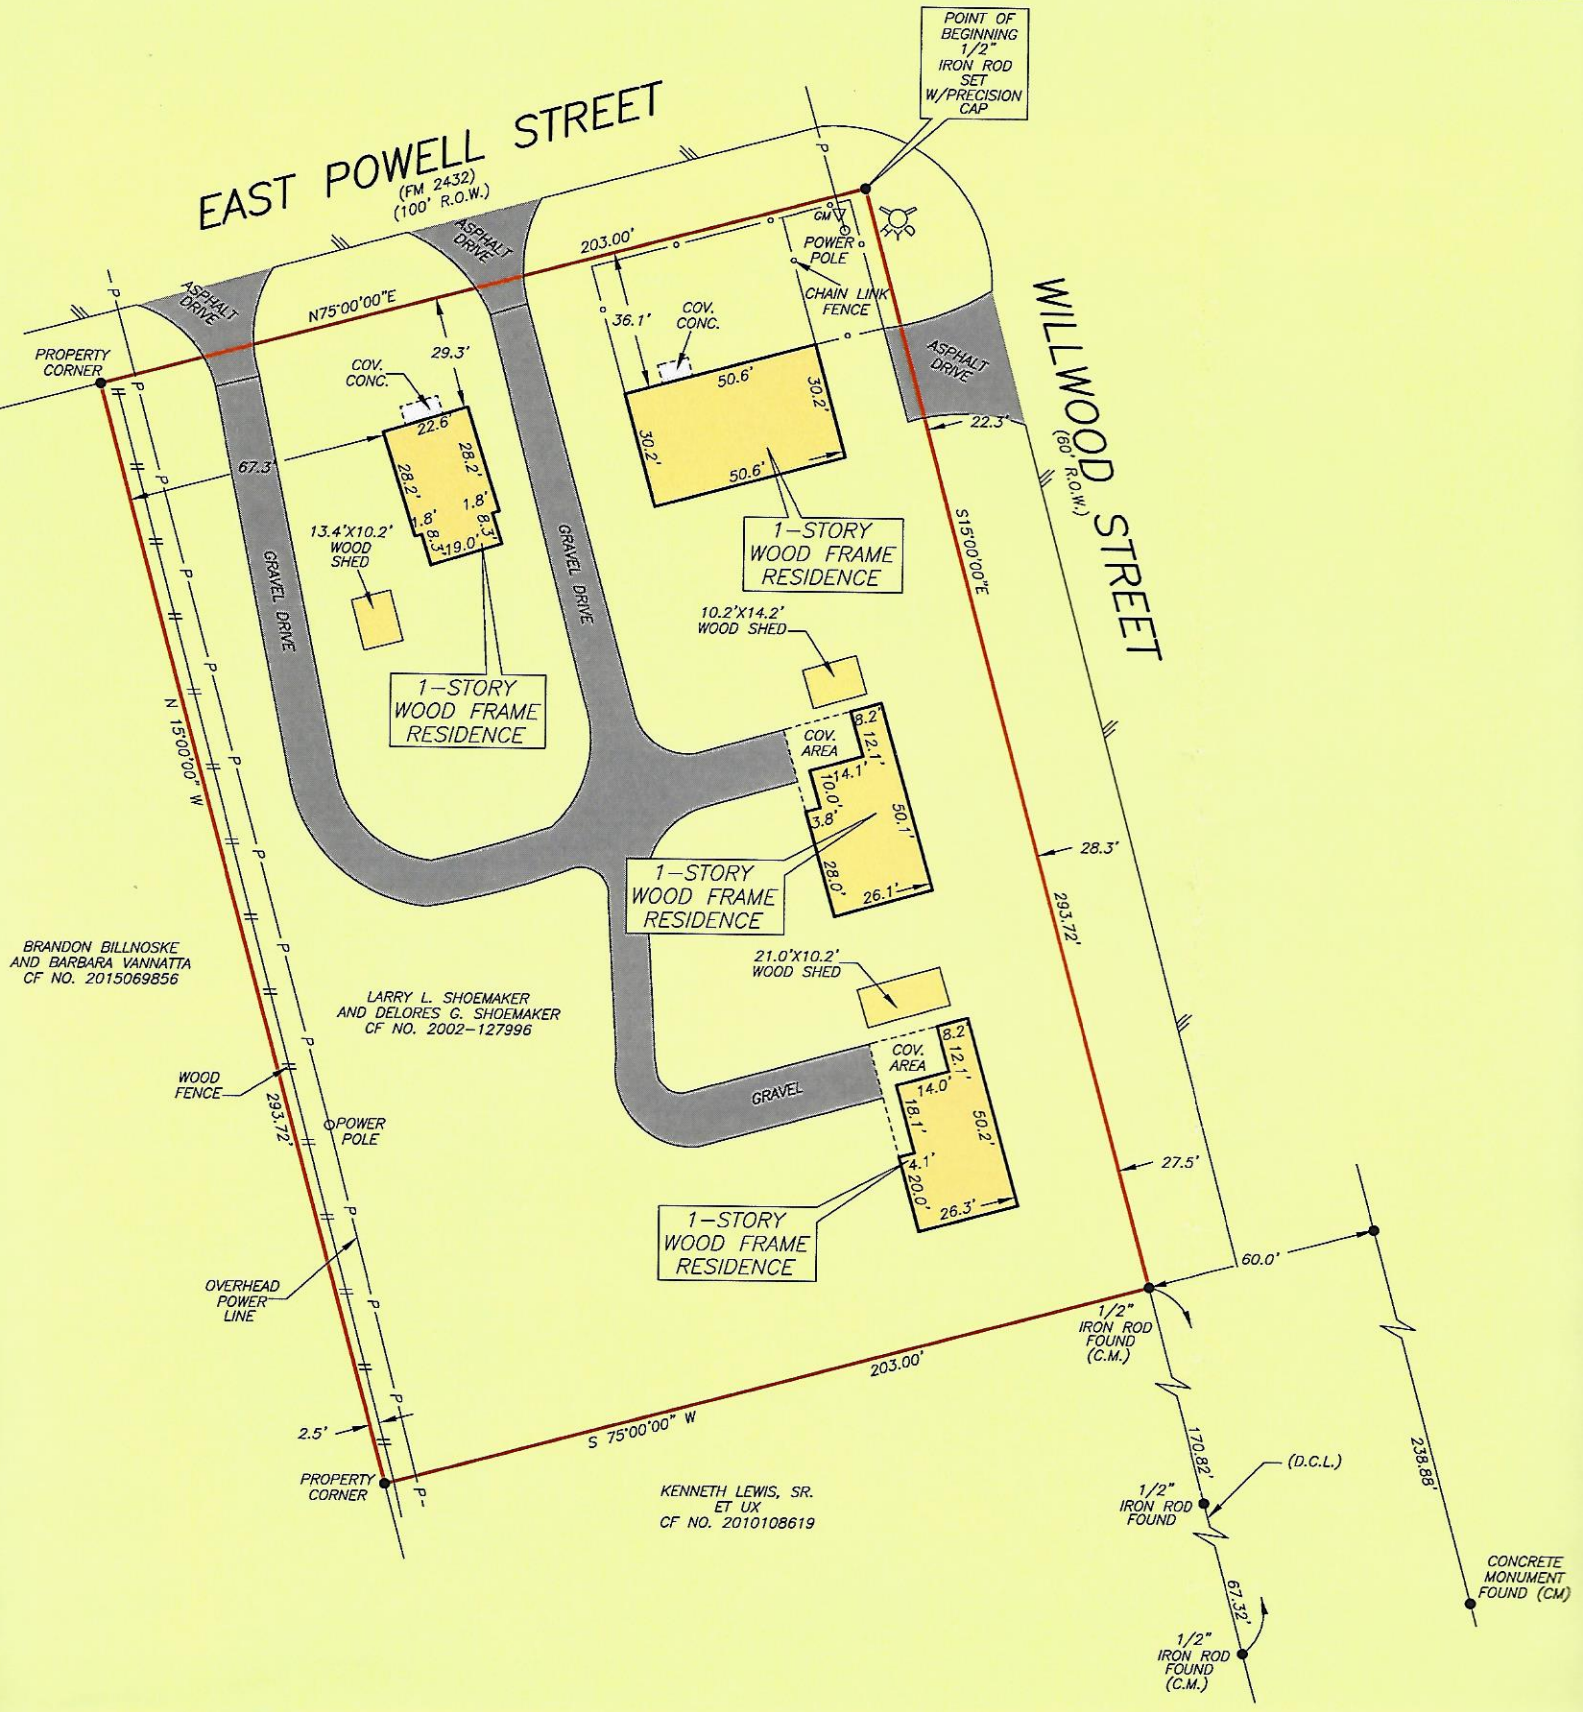 POINT OF
BEGINNING
1/2"
IRON ROD
SET
W/PRECISION
CAP
EAST POWELL STREET
(FM 2432)
(100' R.O.W.)
P
ASPHALT
DRIVE
203.00'
GM
POWER
POLE
CHAIN LINK
FENCE
P
ASPHALT
DRIVE
N75°00'00"E
36.1'
COV.
CONC.
29.3'
PROPERTY
CORNER
COV.
CONC.
50.6'
30.2'
ASPHALT
DRIVE
WILLWOOD STREET
(60' R.O.W.)
22.3'
P
22.6'
28.2'
28.2'
67.3'
30.2'
50.6'
P
1.8'
8.3'
1.8'
8.3'
19.0'
13.4'X10.2'
WOOD
SHED
GRAVEL DRIVE
GRAVEL DRIVE
1-STORY
WOOD FRAME
RESIDENCE
S15°00'00"E
P
P
10.2'X14.2'
WOOD SHED
P
1-STORY
WOOD FRAME
RESIDENCE
N 15°00'00" W
8.2'
COV.
AREA
12.1'
14.1'
10.0'
3.8'
50.1'
P
P
28.3'
1-STORY
WOOD FRAME
RESIDENCE
28.0'
26.1'
293.72'
BRANDON BILLNOSKE
AND BARBARA VANNATTA
CF NO. 2015069856
P
21.0'X10.2'
WOOD SHED
LARRY L. SHOEMAKER
AND DELORES G. SHOEMAKER
CF NO. 2002-127996
8.2'
COV.
AREA
12.1'
P
WOOD
FENCE
14.0'
GRAVEL
18.1'
50.2'
293.72'
POWER
POLE
4.1'
20.0'
27.5'
P
1-STORY
WOOD FRAME
RESIDENCE
26.3'
60.0'
OVERHEAD
POWER
LINE
P
1/2"
IRON ROD
FOUND
(C.M.)
203.00'
P
2.5'
S 75°00'00" W
170.82'
(D.C.L.)
238.88'
PROPERTY
CORNER
P
KENNETH LEWIS, SR.
ET UX
CF NO. 2010108619
1/2"
IRON ROD
FOUND
CONCRETE
MONUMENT
FOUND (CM)
67.32'
1/2"
IRON ROD
FOUND
(C.M.)